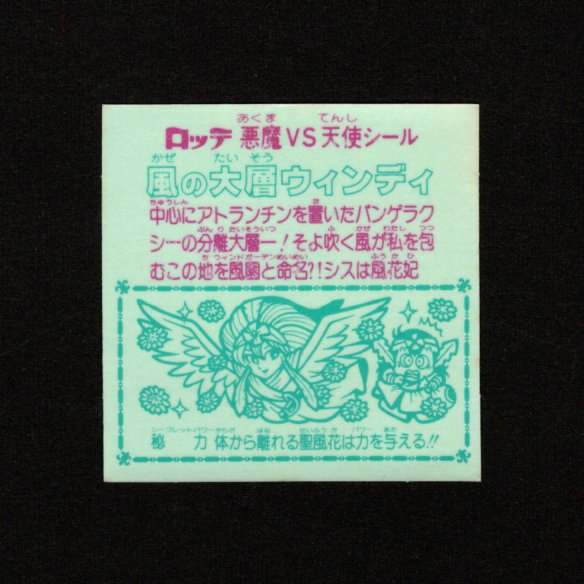 ロッテ 悪魔VS天使シール
風の大層ウィンディ
中心にアトランチンを置いたバンゲラク
シーの分離大層一!そよ吹く風が私を包
むこの地を風園と命名?!シスは風花妃
秘 力 体から離れる聖風花は力を与える!!